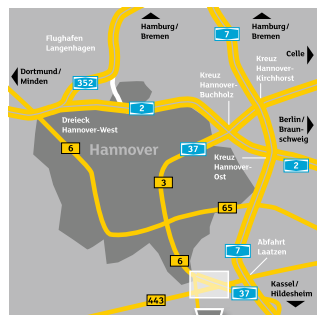 Hamburg/
Bremen
Hamburg/
Bremen
7
Flughafen
Langenhagen
Celle
Kreuz
Hannover-
Kirchhorst
Dortmund/
Minden
352
Kreuz
Hannover-
Buchholz
2
Dreieck
Hannover-West
Berlin/
Braun-
schweig
6
Hannover
37
Kreuz
Hannover-
Ost
2
3
65
7
Abfahrt
Laatzen
6
443
37
Kassel/
Hildesheim